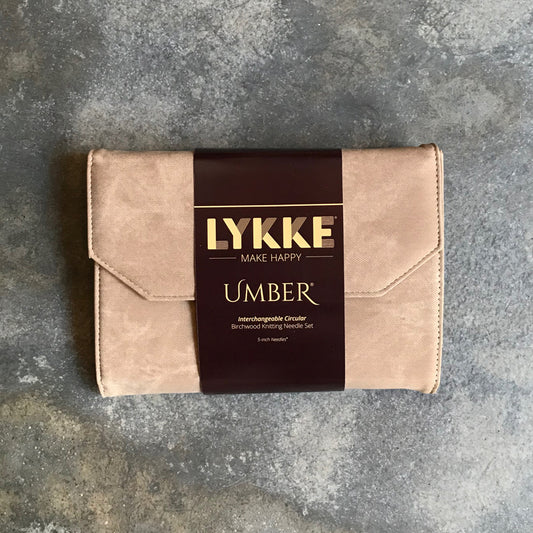 LYKKE®
MAKE HAPPY
UMBER®
Interchangeable Circular
Birchwood Knitting Needle Set
5-inch Needles*